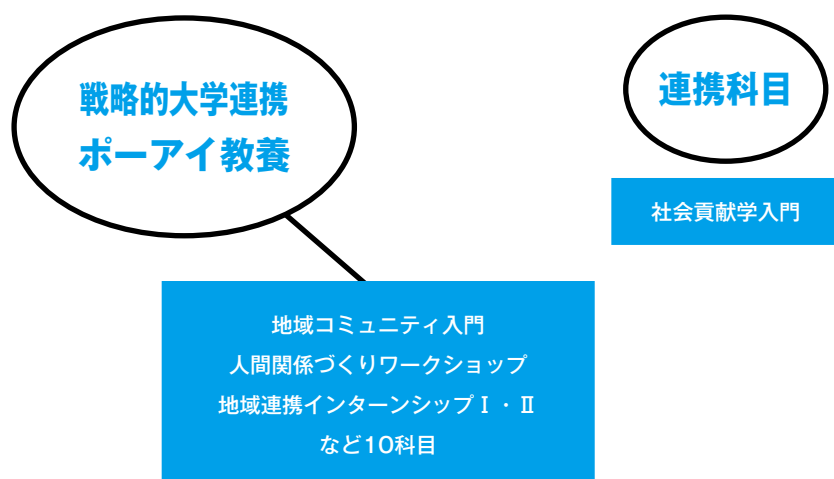 戦略的大学連携
ポーアイ教養
連携科目
社会貢献学入門
地域コミュニティ入門
人間関係づくりワークショップ
地域連携インターンシップⅠ・Ⅱ
など10科目